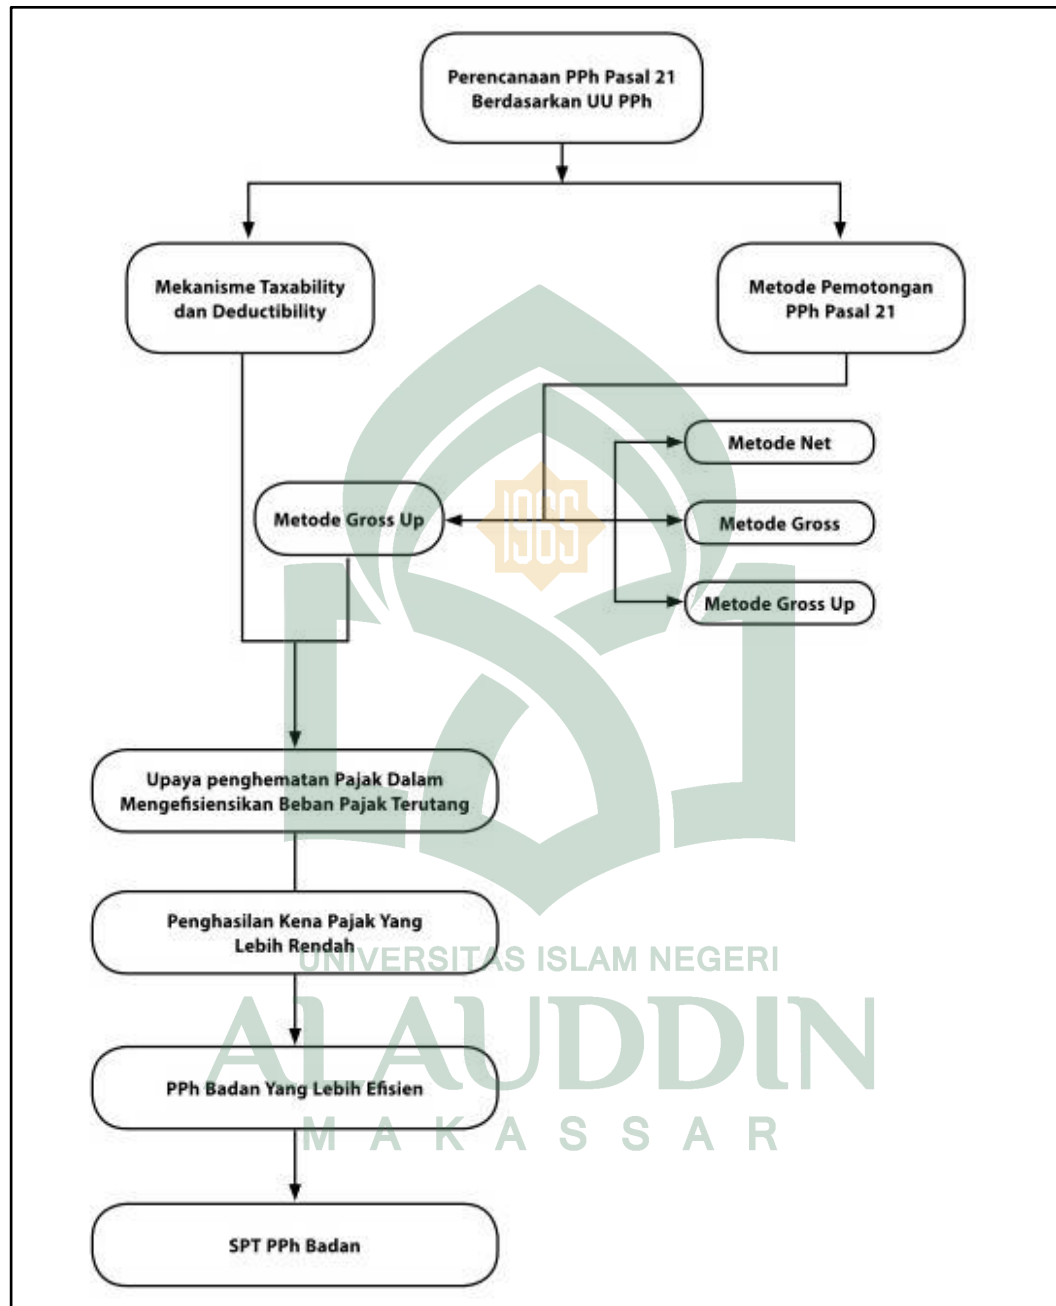 Perencanaan PPh Pasal 21
Berdasarkan UU PPh
Mekanisme Taxability
dan Deductibility
Metode Pemotongan
PPh Pasal 21
Metode Net
Metode Gross Up
1965
Metode Gross
Metode Gross Up
Upaya penghematan Pajak Dalam
Mengefisiensikan Beban Pajak Terutang
Penghasilan Kena Pajak Yang
Lebih Rendah
UNIVERSITAS ISLAM NEGERI
ALAUDDIN
PPh Badan Yang Lebih Efisien
MAKASSAR
SPT PPh Badan